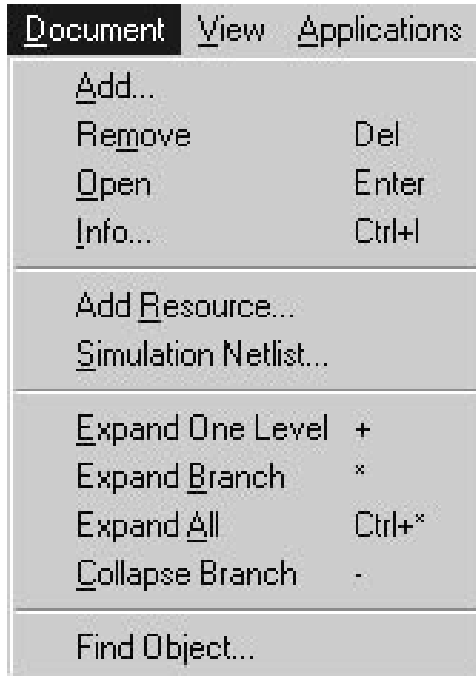 Document View Applications
Add...
Remove Del
Open Enter
Info... Ctrl+I
Add Resource...
Simulation Netlist...
Expand One Level +
Expand Branch *
Expand All Ctrl+*
Collapse Branch -
Find Object...